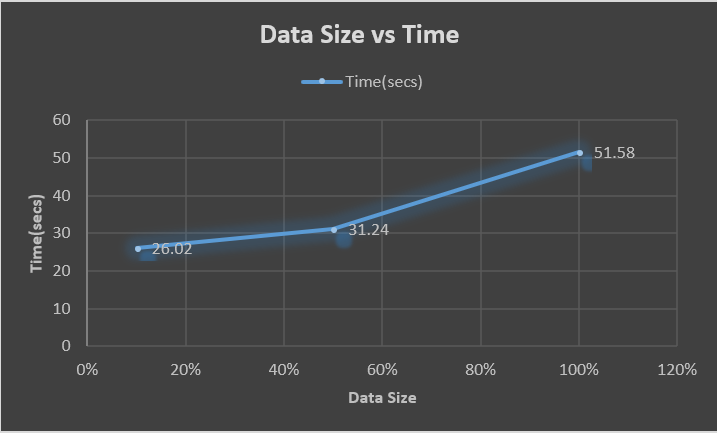 Data Size vs Time
Time(secs)
60
50
40
30
20
10
0
Time(secs)
26.02
31.24
51.58
0% 20% 40% 60% 80% 100% 120%
Data Size